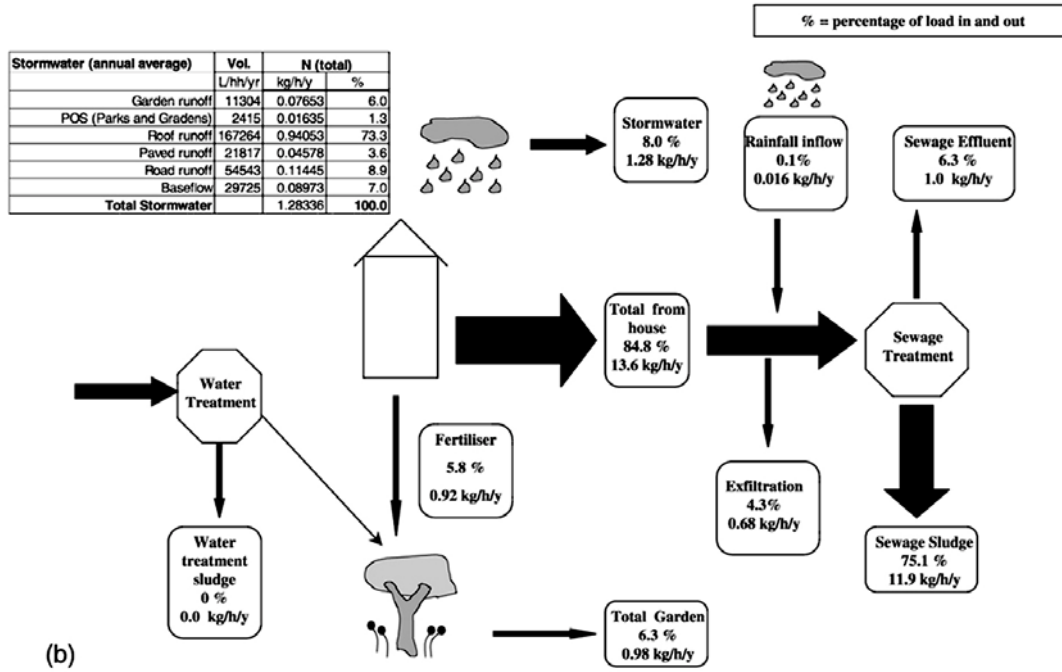 % = percentage of load in and out
Stormwater (annual average) Vol. N (total)
L/hh/yr kg/h/y %
Garden runoff 11304 0.07653 6.0
POS (Parks and Gradens) 2415 0.01635 1.3
Roof runoff 167264 0.94053 73.3
Paved runoff 21817 0.04578 3.6
Road runoff 54543 0.11445 8.9
Baseflow 29725 0.08973 7.0
Total Stormwater 1.28336 100.0
Stormwater
8.0 %
1.28 kg/h/y
Rainfall inflow
0.1%
0.016 kg/h/y
Sewage Effluent
6.3 %
1.0 kg/h/y
Total from
house
84.8 %
13.6 kg/h/y
Sewage
Treatment
Water
Treatment
Fertiliser
5.8 %
0.92 kg/h/y
Exfiltration
4.3%
0.68 kg/h/y
Sewage Sludge
75.1 %
11.9 kg/h/y
Water
treatment
sludge
0 %
0.0 kg/h/y
Total Garden
6.3 %
0.98 kg/h/y
(b)